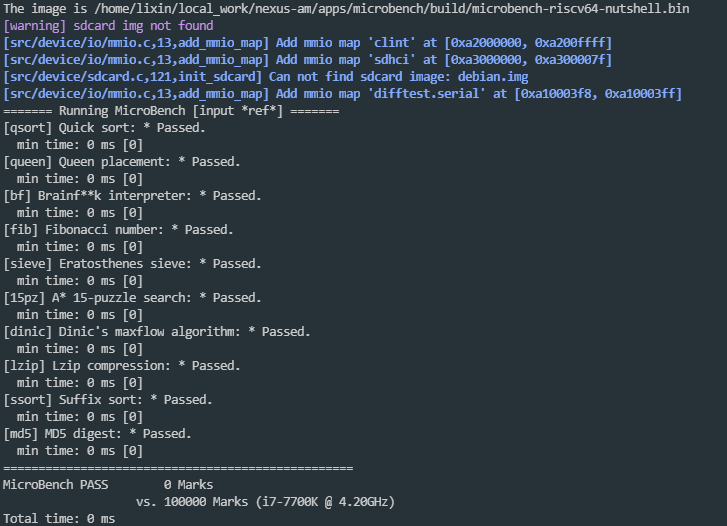 The image is /home/lixin/local_work/nexus-am/apps/microbench/build/microbench-riscv64-nutshell.bin
[warning] sdcard img not found
[src/device/io/mmio.c,13,add_mmio_map] Add mmio map 'clint' at [0xa2000000, 0xa200ffff]
[src/device/io/mmio.c,13,add_mmio_map] Add mmio map 'sdhci' at [0xa3000000, 0xa300007f]
[src/device/sdcard.c,121,init_sdcard] Can not find sdcard image: debian.img
[src/device/io/mmio.c,13,add_mmio_map] Add mmio map 'difftest.serial' at [0xa10003f8, 0xa10003ff]
======= Running MicroBench [input *ref*] =======
[qsort] Quick sort: * Passed.
  min time: 0 ms [0]
[queen] Queen placement: * Passed.
  min time: 0 ms [0]
[bf] Brainf**k interpreter: * Passed.
  min time: 0 ms [0]
[fib] Fibonacci number: * Passed.
  min time: 0 ms [0]
[sieve] Eratosthenes sieve: * Passed.
  min time: 0 ms [0]
[15pz] A* 15-puzzle search: * Passed.
  min time: 0 ms [0]
[dinic] Dinic's maxflow algorithm: * Passed.
  min time: 0 ms [0]
[lzip] Lzip compression: * Passed.
  min time: 0 ms [0]
[ssort] Suffix sort: * Passed.
  min time: 0 ms [0]
[md5] MD5 digest: * Passed.
  min time: 0 ms [0]
==================================================
MicroBench PASS        0 Marks
                   vs. 100000 Marks (i7-7700K @ 4.20GHz)
Total time: 0 ms